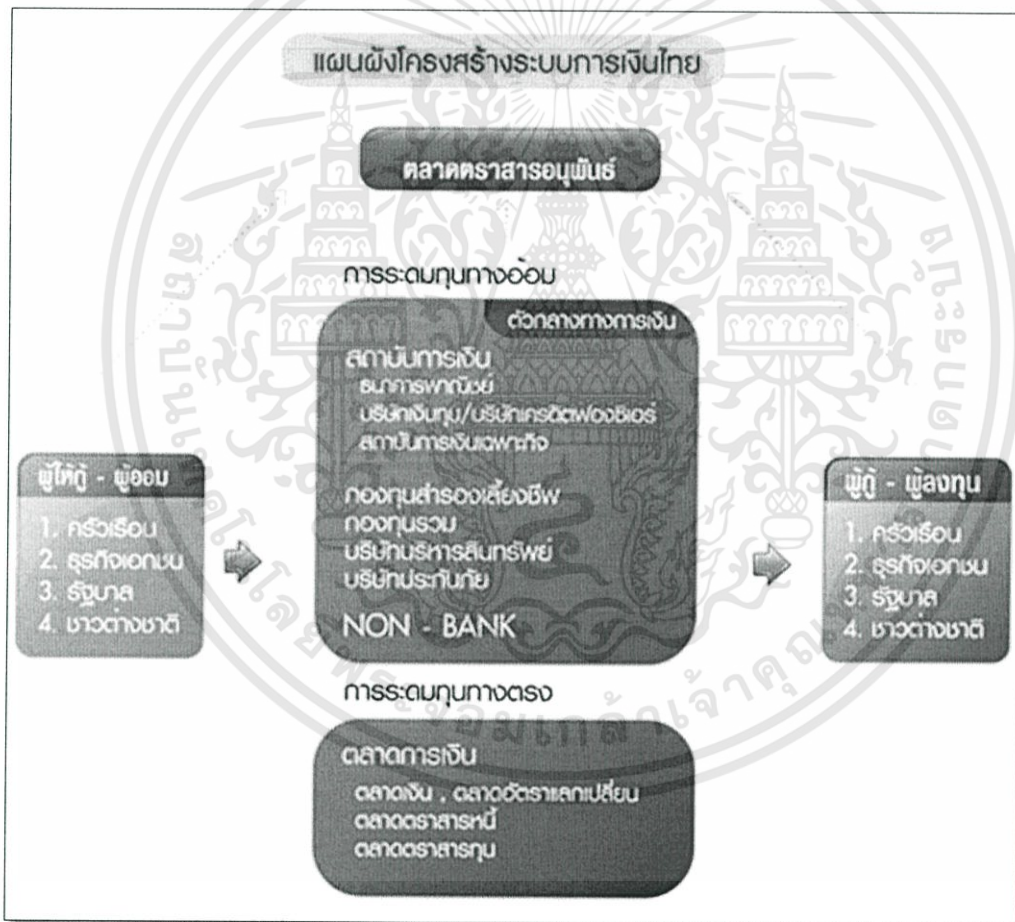 แผนผังโครงสร้างระบบการเงินไทย
ตลาดตราสารอนุพันธ์
การระดมทุนทางอ้อม
ตัวกลางทางการเงิน
สถาบันการเงิน
ธนาคารพาณิชย์
บริษัทเงินทุน/บริษัทเครดิตฟองซิเอร์
สถาบันการเงินเฉพาะกิจ
กองทุนสำรองเลี้ยงชีพ
กองทุนรวม
บริษัทบริหารสินทรัพย์
บริษัทประกันภัย
NON - BANK
ผู้ให้กู้ - ผู้ออม
1. ครัวเรือน
2. ธุรกิจเอกชน
3. รัฐบาล
4. ชาวต่างชาติ
ผู้กู้ - ผู้ลงทุน
1. ครัวเรือน
2. ธุรกิจเอกชน
3. รัฐบาล
4. ชาวต่างชาติ
การระดมทุนทางตรง
ตลาดการเงิน
ตลาดเงิน , ตลาดอัตราแลกเปลี่ยน
ตลาดตราสารหนี้
ตลาดตราสารทุน
พระจอมเกล้าเจ้าคุณ